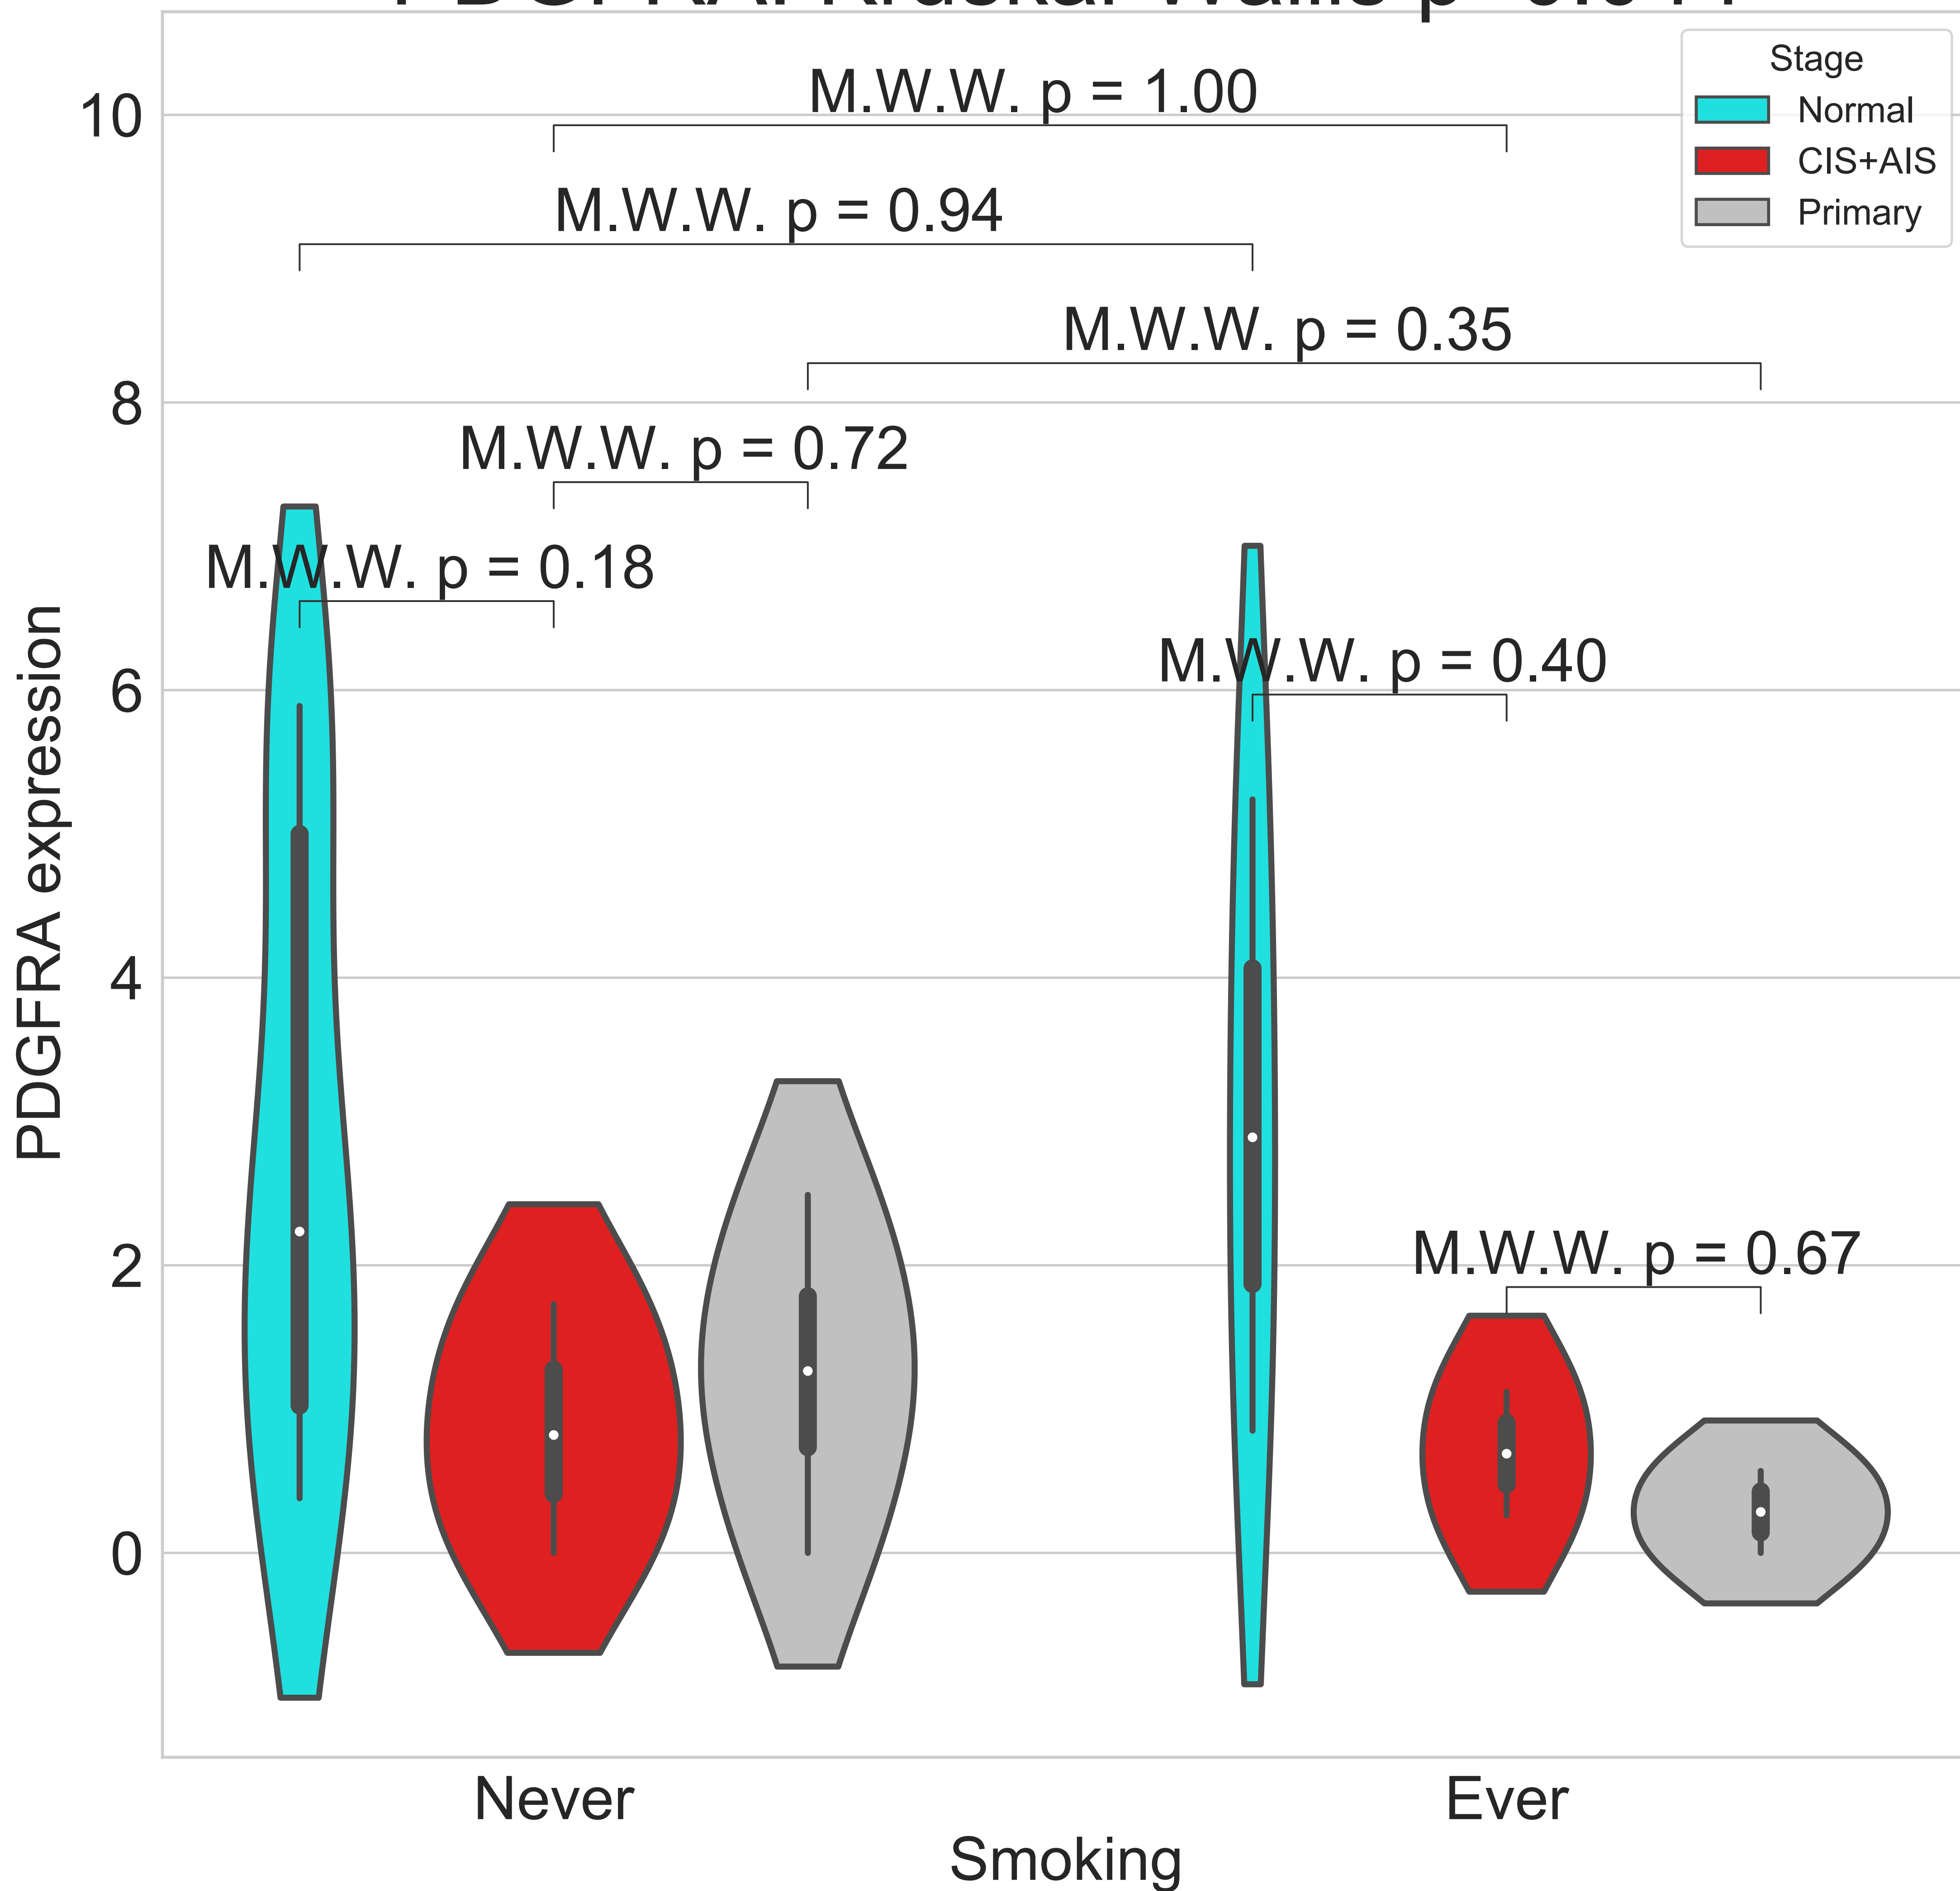 Stage
Normal
CIS+AIS
Primary
M.W.W. p = 1.00
M.W.W. p = 0.94
M.W.W. p = 0.35
M.W.W. p = 0.72
M.W.W. p = 0.18
M.W.W. p = 0.40
M.W.W. p = 0.67
10
8
6
4
2
0
PDGFRA expression
Never
Ever
Smoking